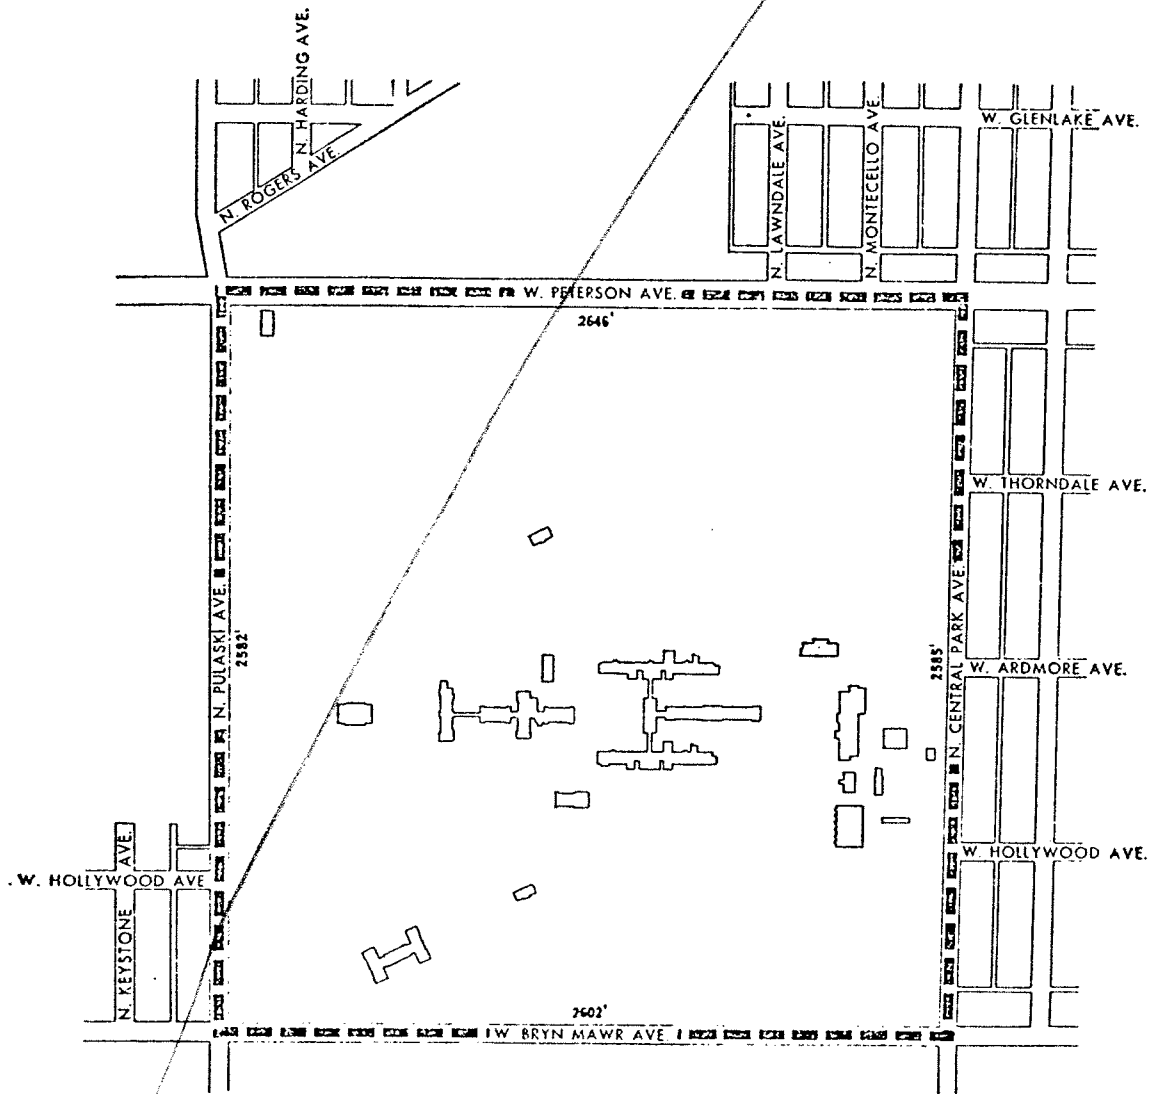 N. HARDING AVE.
N. ROGERS AVE.
W. GLENLAKE AVE.
N. LAWNDALE AVE.
N. MONTECELLO AVE.
W. PETERSON AVE.
2646'
W. THORNDALE AVE.
N. PULASKI AVE.
2582'
2585'
N. CENTRAL PARK AVE.
W. ARDMORE AVE.
W. HOLLYWOOD AVE.
W. HOLLYWOOD AVE
N. KEYSTONE AVE.
2602'
W. BRYN MAWR AVE.